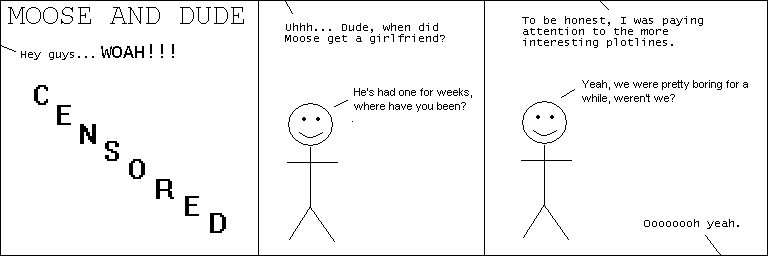 MOOSE AND DUDE
Hey guys... WOAH!!!
CENSORED
Uhhh... Dude, when did
Moose get a girlfriend?
He's had one for weeks,
where have you been?
To be honest, I was paying
attention to the more
interesting plotlines.
Yeah, we were pretty boring for a
while, weren't we?
Oooooooh yeah.